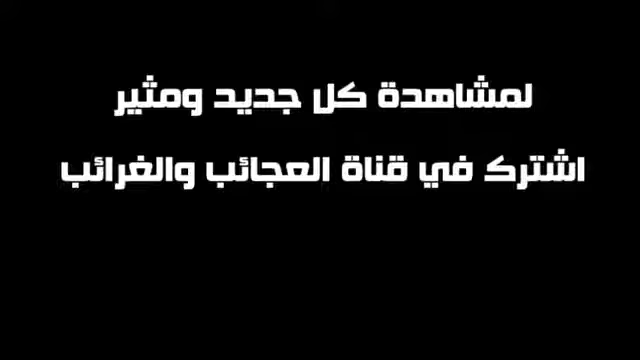 لمشاهدة كل جديد ومثير
اشترك في قناة العجائب والغرائب